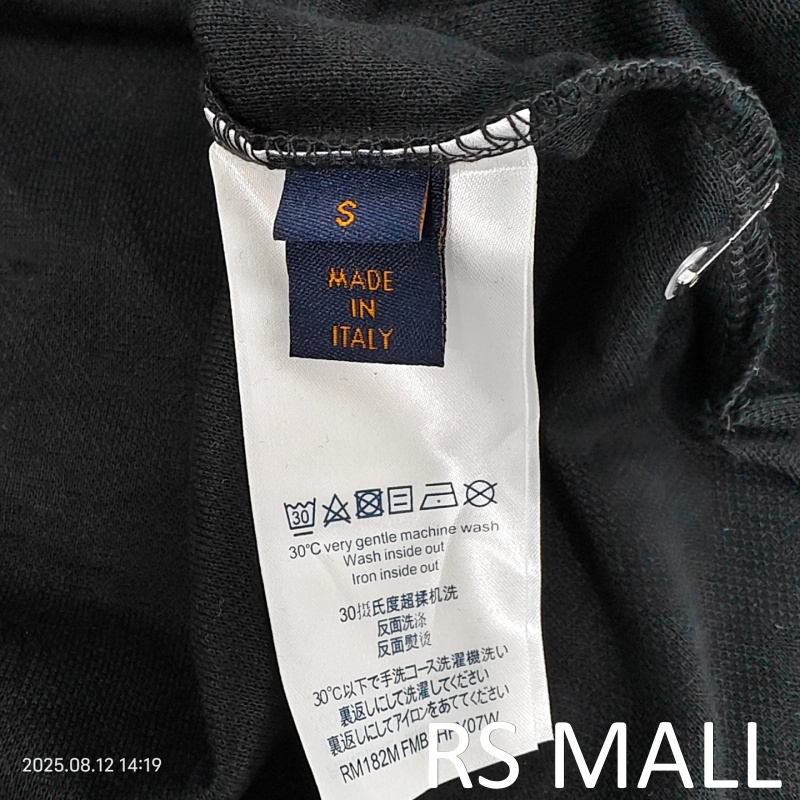 S
MADE
IN
ITALY
30
30°C very gentle machine wash
Wash inside out
Iron inside out
30摄氏度超揉机洗
反面洗涤
反面熨烫
30℃以下で手洗コース洗濯機洗い
裏返しにして洗濯してください
裏返しにしてアイロンをあててください
RM182M FMB HFY07W
RS MALL
2025.08.12 14:19